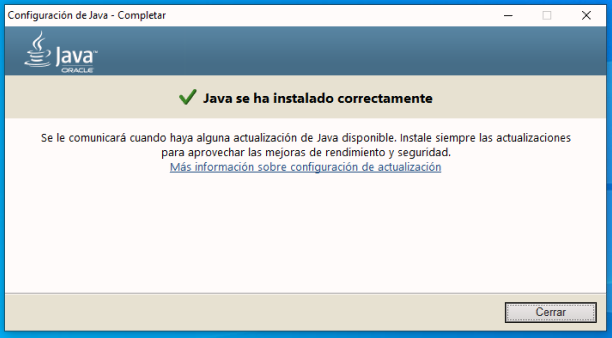 Configuración de Java - Completar
Java
ORACLE
Java se ha instalado correctamente
Se le comunicará cuando haya alguna actualización de Java disponible. Instale siempre las actualizaciones
para aprovechar las mejoras de rendimiento y seguridad.
Más información sobre configuración de actualización
Cerrar